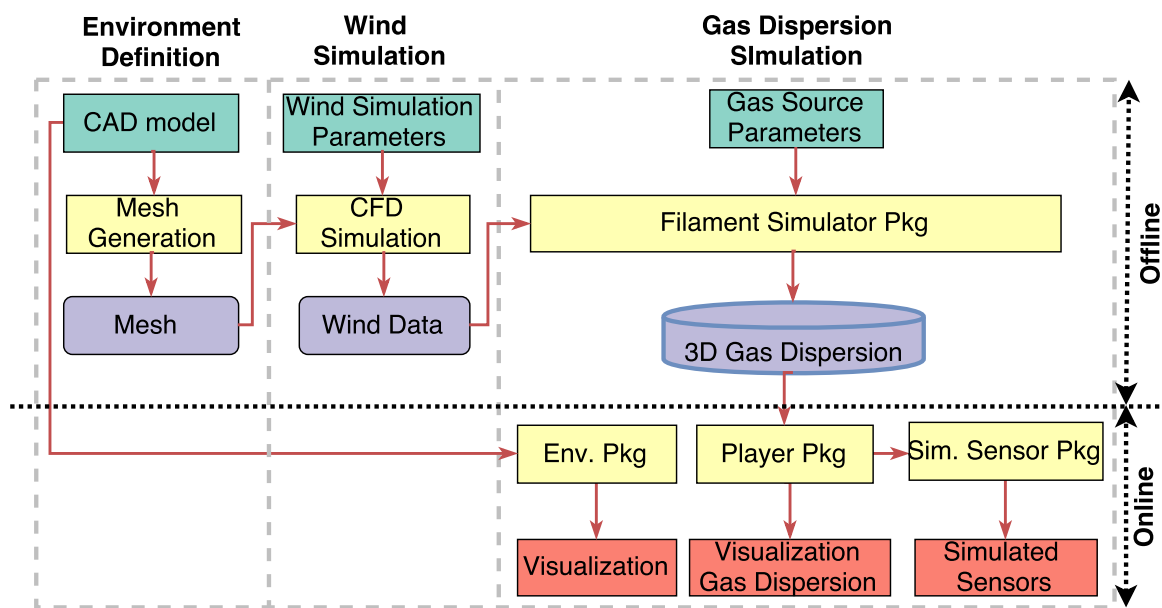 Environment
Definition
Wind
Simulation
Gas Dispersion
SImulation
CAD model
Wind Simulation
Parameters
Gas Source
Parameters
Mesh
Generation
CFD
Simulation
Filament Simulator Pkg
Mesh
Wind Data
3D Gas Dispersion
Offline
Env. Pkg
Player Pkg
Sim. Sensor Pkg
Visualization
Visualization
Gas Dispersion
Simulated
Sensors
Online